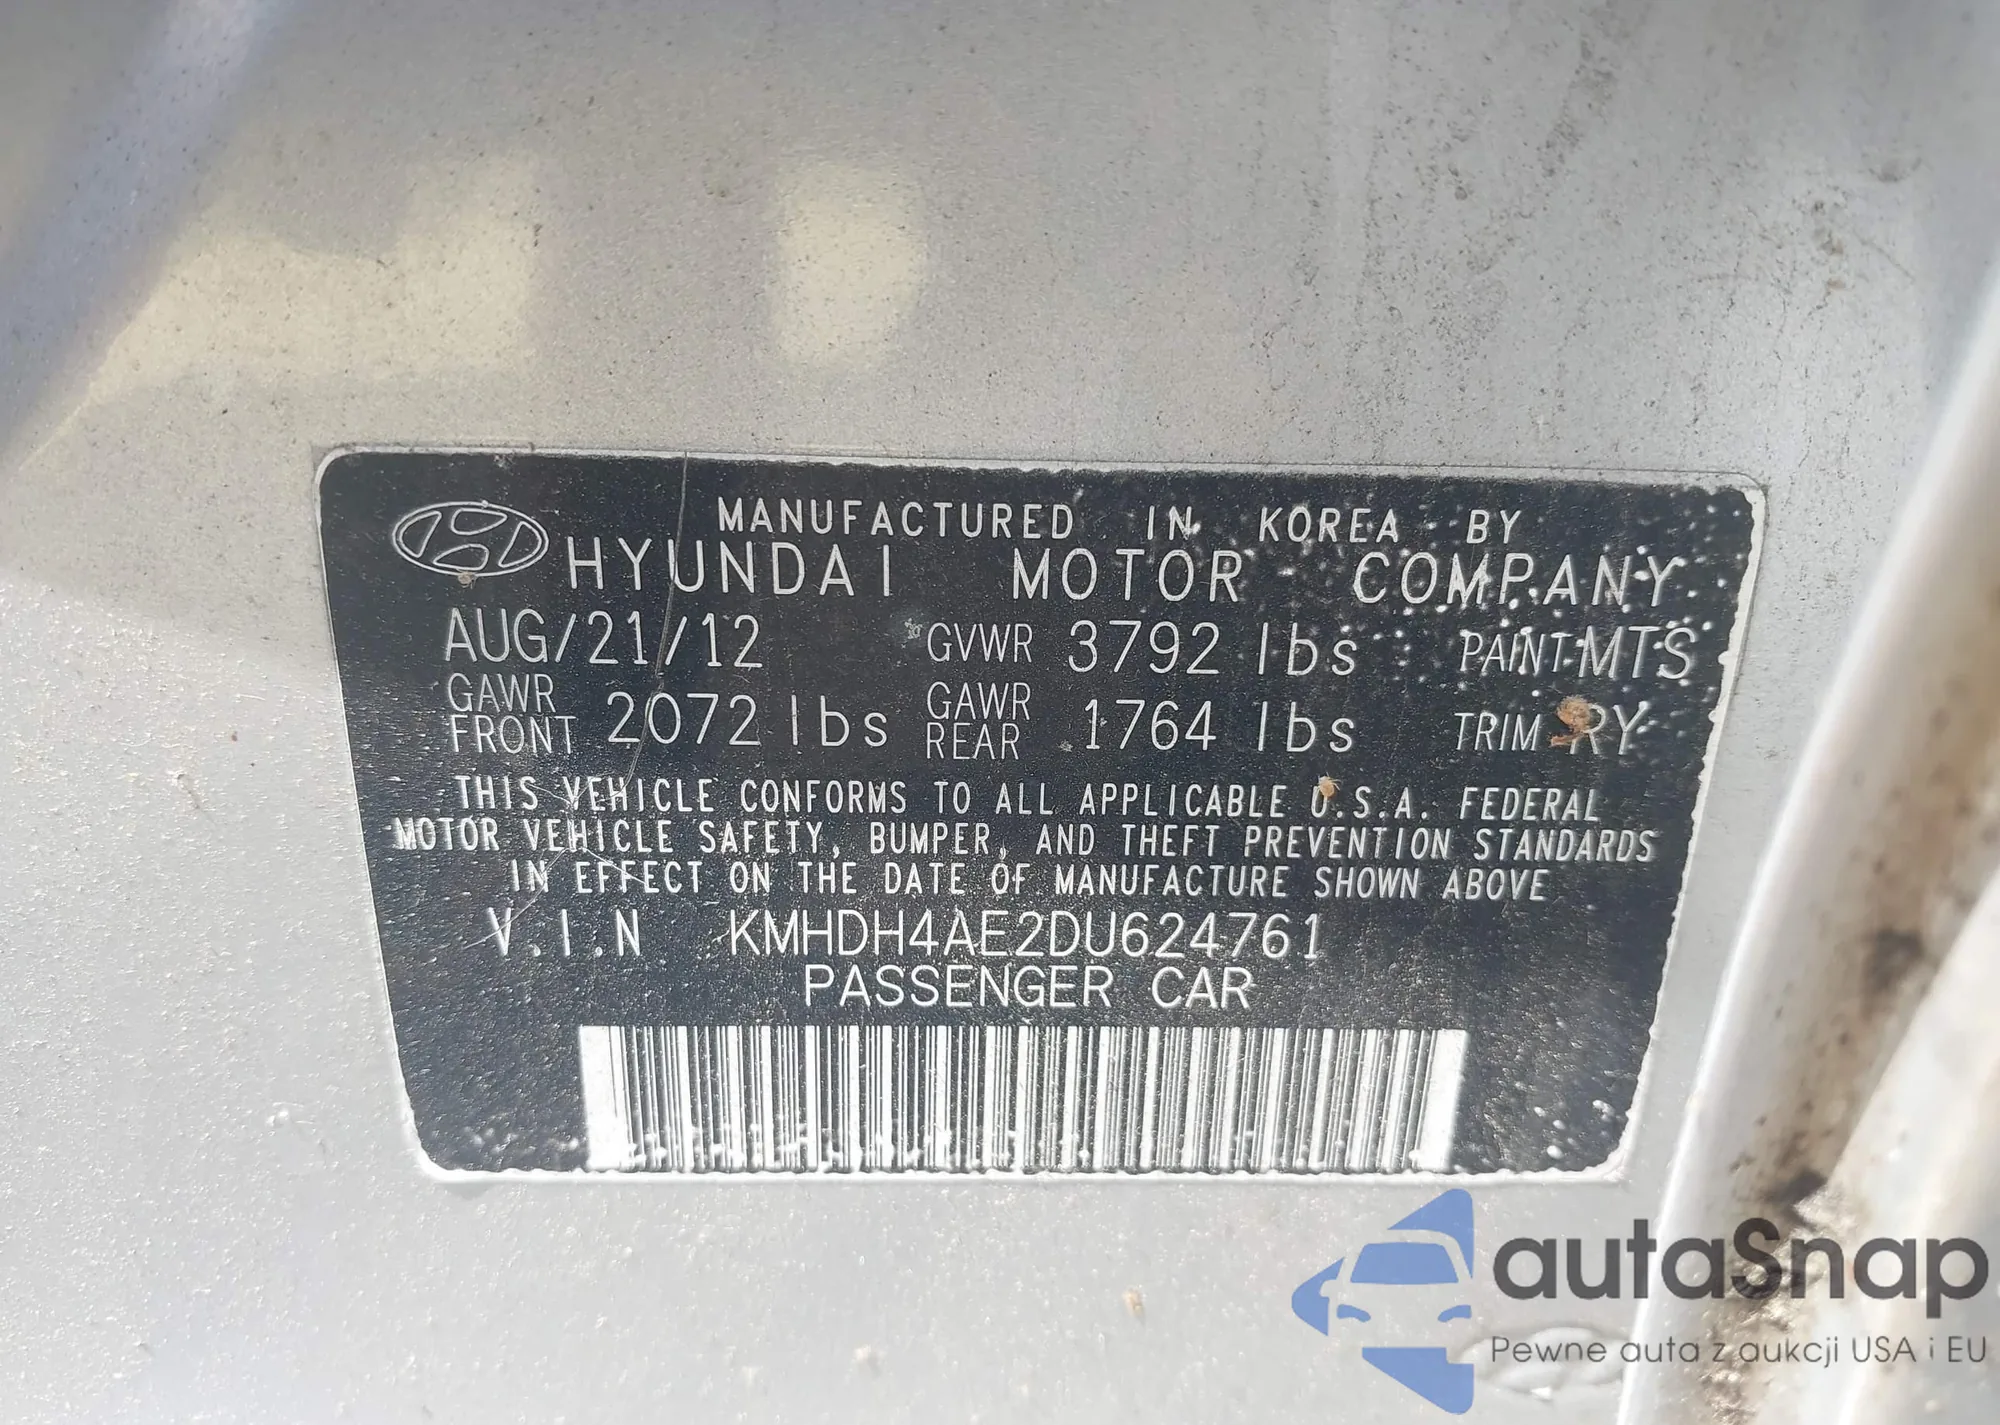 MANUFACTURED IN KOREA BY
HYUNDAI MOTOR COMPANY
AUG/21/12 GVWR 3792 lbs PAINT MTS
GAWR FRONT 2072 lbs GAWR REAR 1764 lbs TRIM RY
THIS VEHICLE CONFORMS TO ALL APPLICABLE U.S.A. FEDERAL
MOTOR VEHICLE SAFETY, BUMPER, AND THEFT PREVENTION STANDARDS
IN EFFECT ON THE DATE OF MANUFACTURE SHOWN ABOVE
V.I.N KMHDH4AE2DU624761
PASSENGER CAR
autaSnap
Pewne auta z aukcji USA i EU